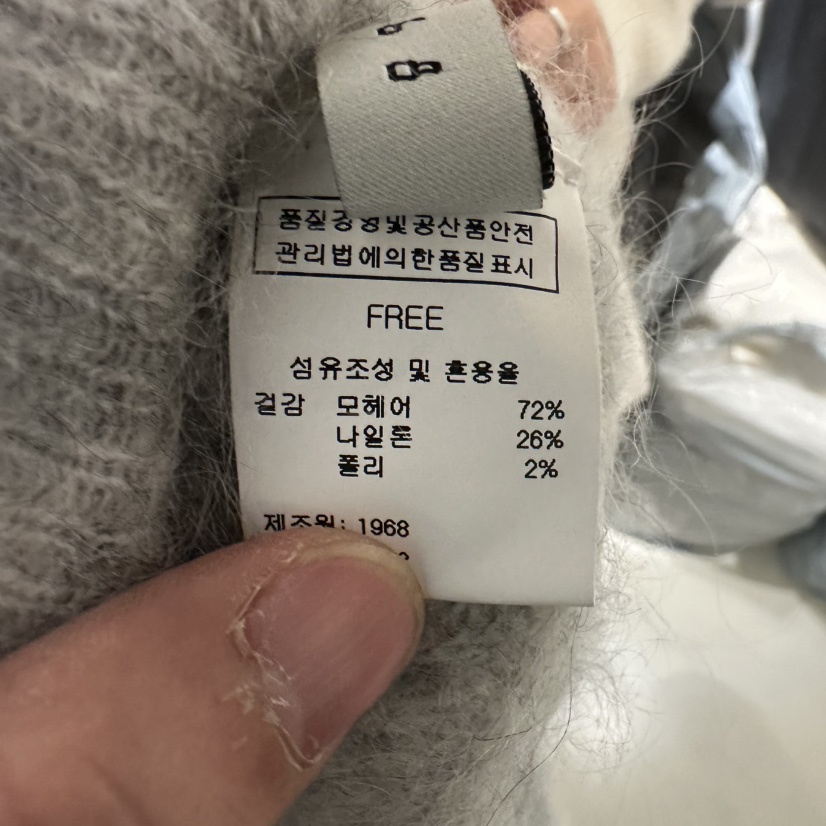 품질경영및공산품안전
관리법에의한품질표시
FREE
섬유조성 및 혼용율
겉감 모헤어 72%
나일론 26%
폴리 2%
제조원: 1968